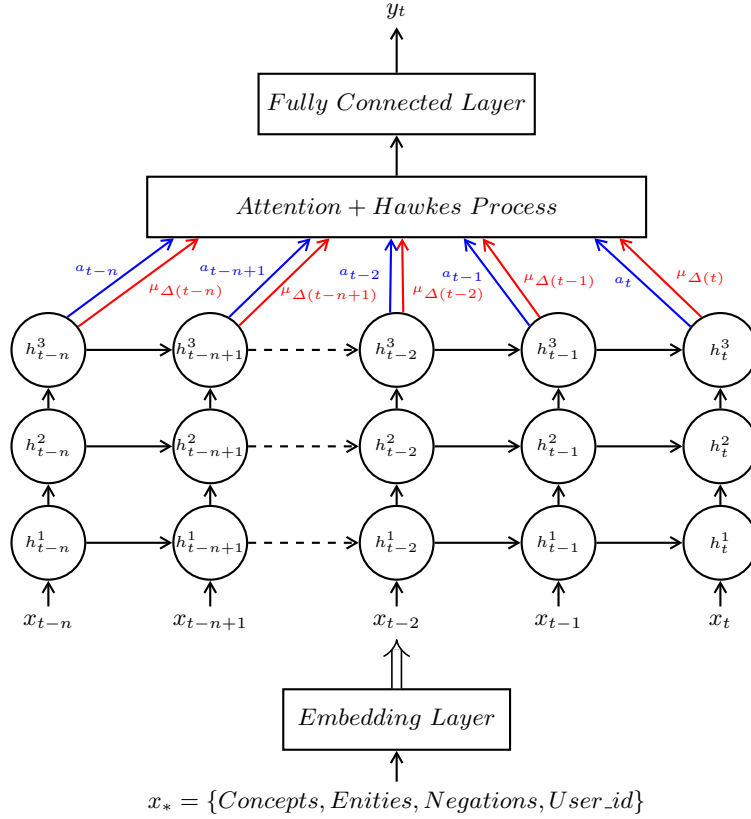 y_t
Fully Connected Layer
Attention + Hawkes Process
a_{t−n} μ_{Δ(t−n)} a_{t−n+1} μ_{Δ(t−n+1)} a_{t−2} μ_{Δ(t−2)} a_{t−1} μ_{Δ(t−1)} a_t μ_{Δ(t)}
h^3_{t−n} h^3_{t−n+1} h^3_{t−2} h^3_{t−1} h^3_t
h^2_{t−n} h^2_{t−n+1} h^2_{t−2} h^2_{t−1} h^2_t
h^1_{t−n} h^1_{t−n+1} h^1_{t−2} h^1_{t−1} h^1_t
x_{t−n} x_{t−n+1} x_{t−2} x_{t−1} x_t
Embedding Layer
x_* = {Concepts, Enities, Negations, User_id}